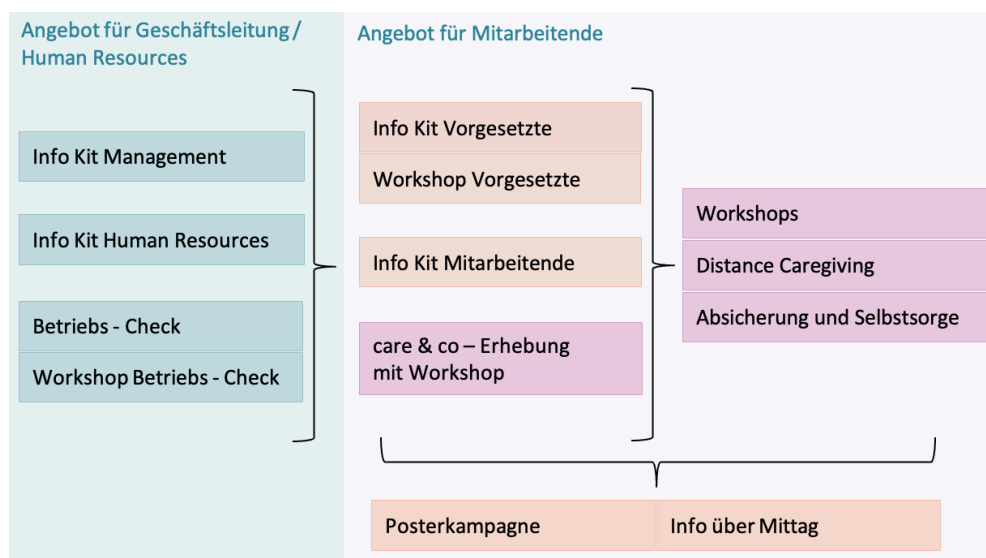 Angebot für Geschäftsleitung /
Human Resources
Info Kit Management
Info Kit Human Resources
Betriebs - Check
Workshop Betriebs - Check
Angebot für Mitarbeitende
Info Kit Vorgesetzte
Workshop Vorgesetzte
Info Kit Mitarbeitende
care & co – Erhebung
mit Workshop
Workshops
Distance Caregiving
Absicherung und Selbstsorge
Posterkampagne
Info über Mittag